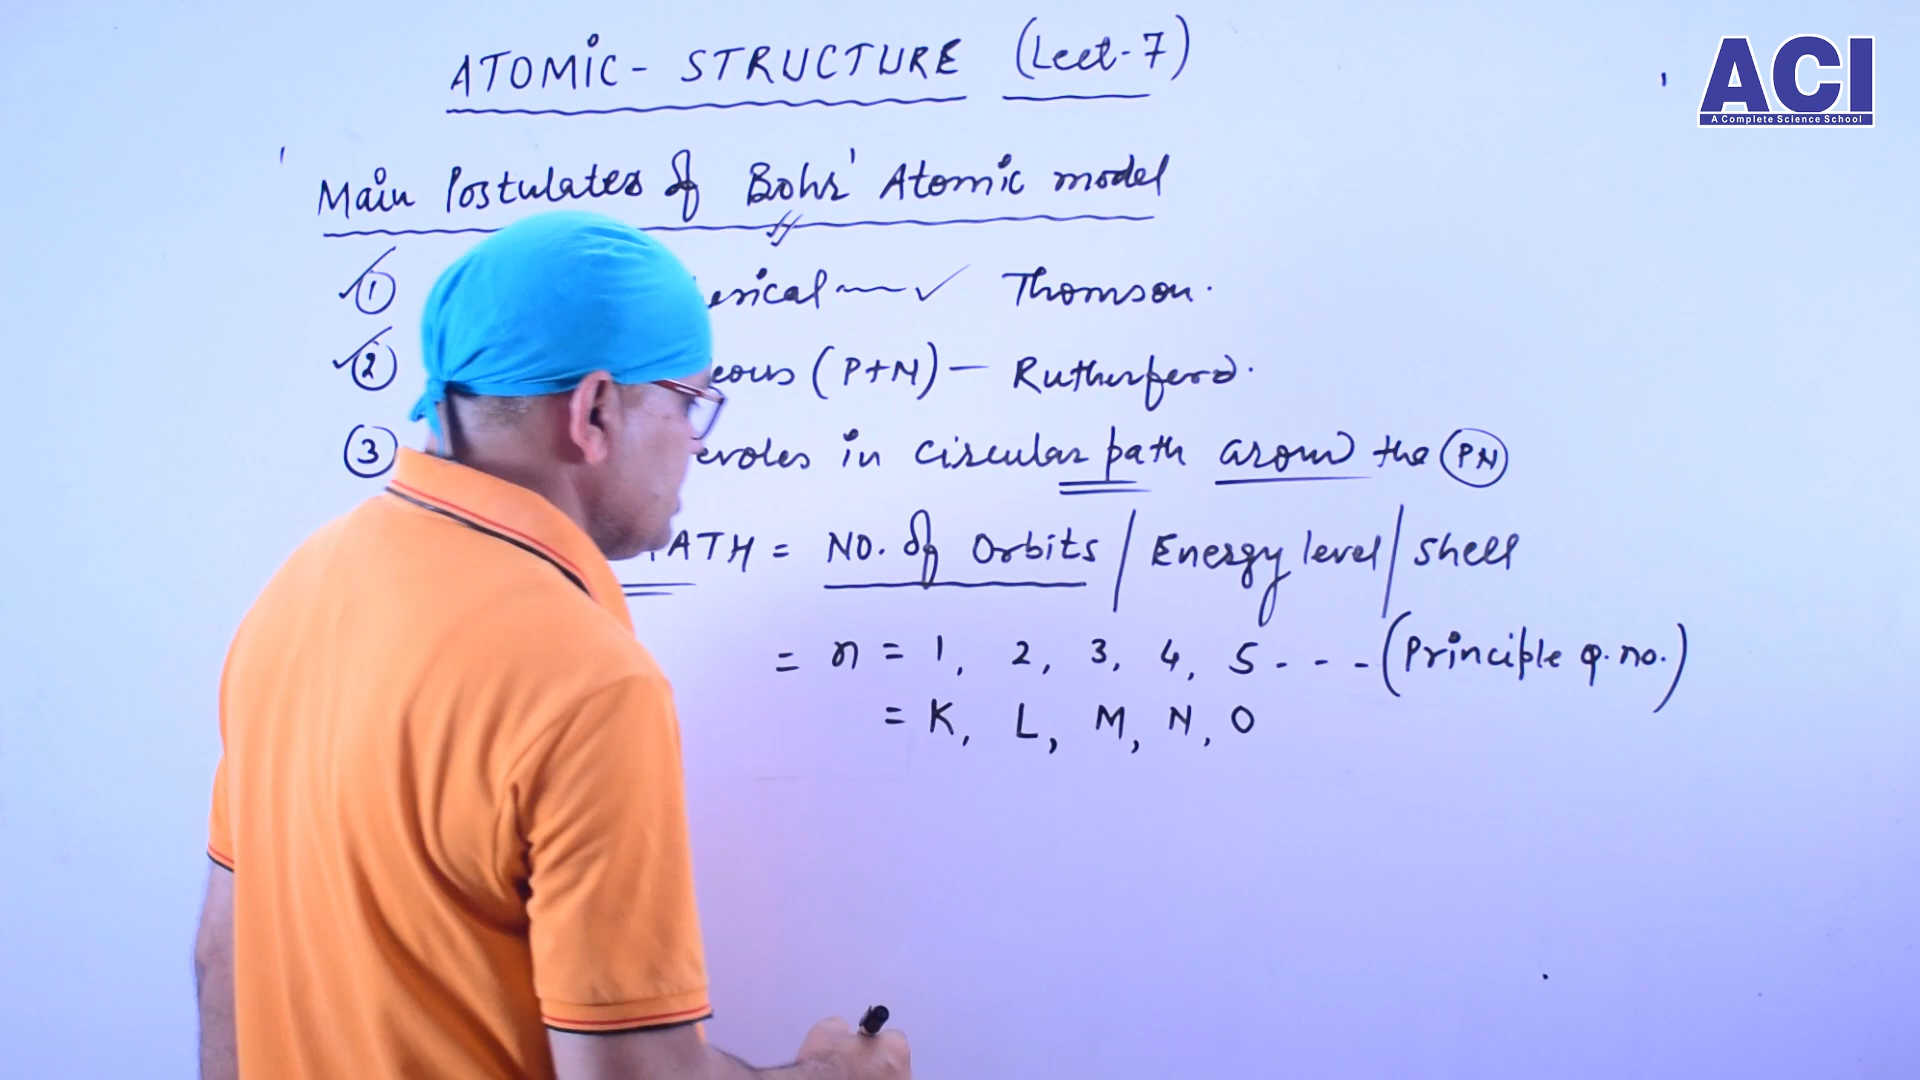 ATOMIC - STRUCTURE (Lect-7)
ACI
A Complete Science School
Main Postulates of Bohr' Atomic model
1 erical ✓ Thomson.
2 eous (P+N) — Rutherford.
3 evoles in circular path around the PN
ATH = NO. of Orbits / Energy level / Shell
= n = 1, 2, 3, 4, 5 - - - (Principle q. no.)
= K, L, M, N, O